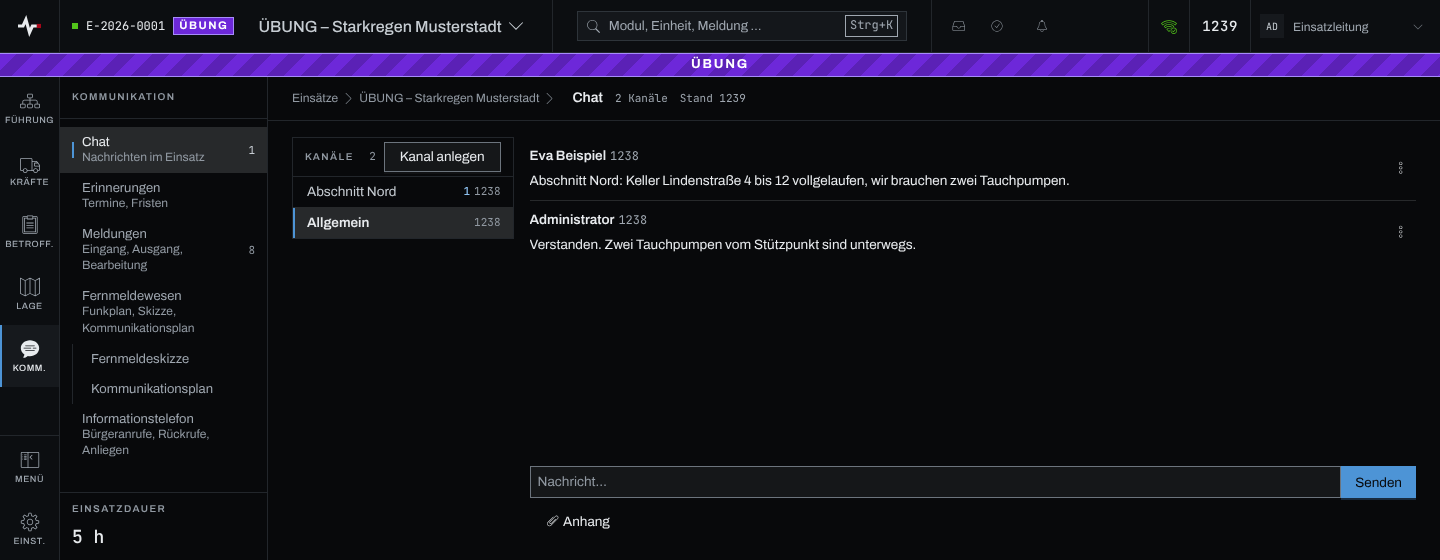 E-2026-0001 ÜBUNG ÜBUNG – Starkregen Musterstadt Modul, Einheit, Meldung ... Strg+K 1239 AD Einsatzleitung
ÜBUNG
FÜHRUNG
KRÄFTE
BETROFF.
LAGE
KOMM.
MENÜ
EINST.
KOMMUNIKATION
Chat
Nachrichten im Einsatz 1
Erinnerungen
Termine, Fristen
Meldungen
Eingang, Ausgang, 8
Bearbeitung
Fernmeldewesen
Funkplan, Skizze,
Kommunikationsplan
Fernmeldeskizze
Kommunikationsplan
Informationstelefon
Bürgeranrufe, Rückrufe,
Anliegen
EINSATZDAUER
5 h
Einsätze ÜBUNG – Starkregen Musterstadt Chat 2 Kanäle Stand 1239
KANÄLE 2 Kanal anlegen
Abschnitt Nord 1 1238
Allgemein 1238
Eva Beispiel 1238
Abschnitt Nord: Keller Lindenstraße 4 bis 12 vollgelaufen, wir brauchen zwei Tauchpumpen.
Administrator 1238
Verstanden. Zwei Tauchpumpen vom Stützpunkt sind unterwegs.
Nachricht... Senden
Anhang